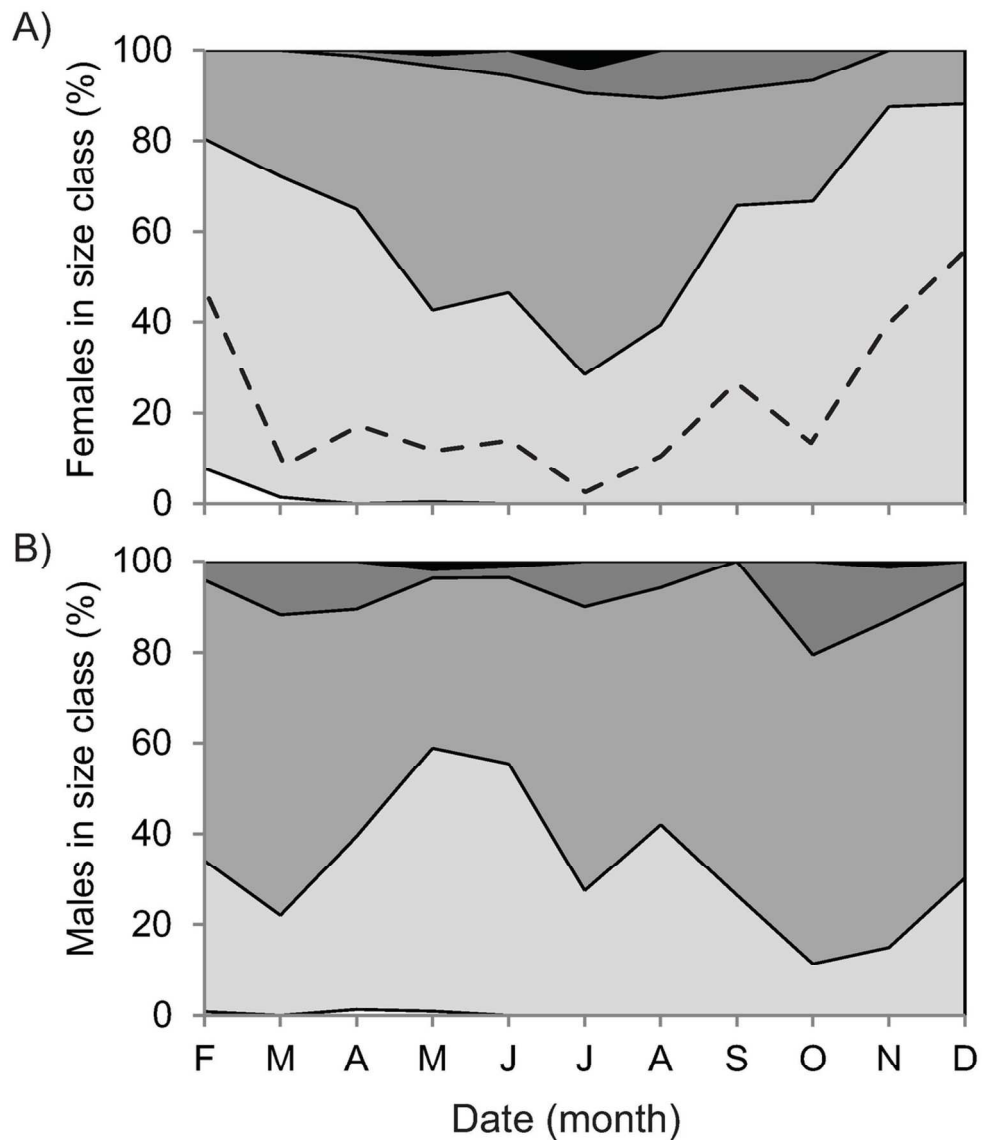 A)
Females in size class (%)
100
80
60
40
20
0
B)
Males in size class (%)
100
80
60
40
20
0
F M A M J J A S O N D
Date (month)